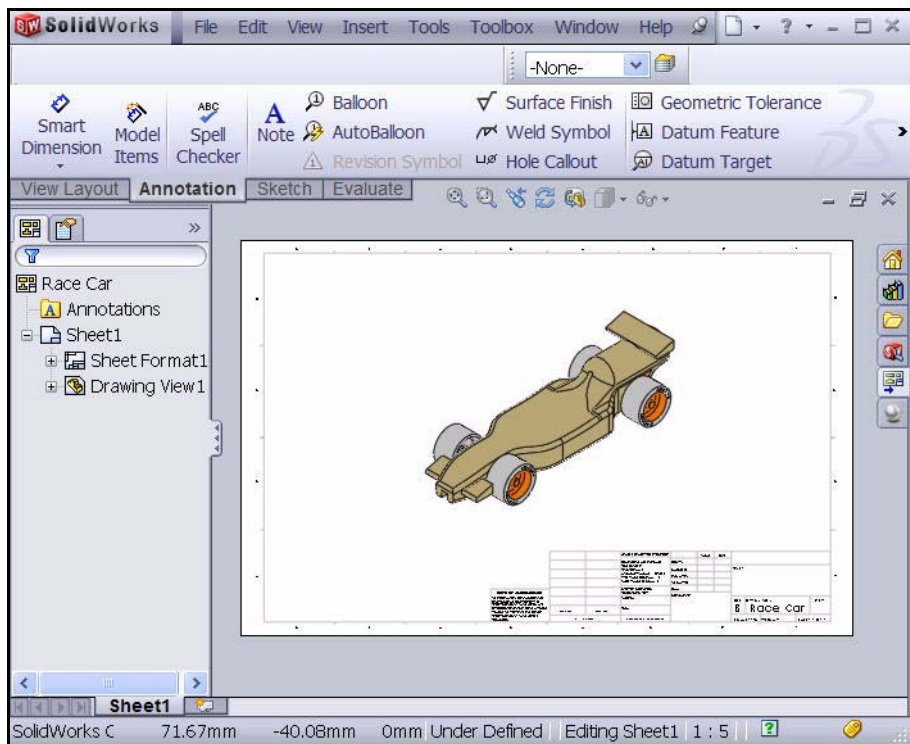 SolidWorks File Edit View Insert Tools Toolbox Window Help ?
-None-
Smart Dimension
Model Items
ABC
Spell Checker
A
Note
Balloon
AutoBalloon
Revision Symbol
Surface Finish
Weld Symbol
Hole Callout
Geometric Tolerance
Datum Feature
Datum Target
View Layout Annotation Sketch Evaluate
Race Car
Annotations
Sheet1
Sheet Format1
Drawing View1
B Race Car
Sheet1
SolidWorks C 71.67mm -40.08mm 0mm Under Defined Editing Sheet1 1 : 5 ?